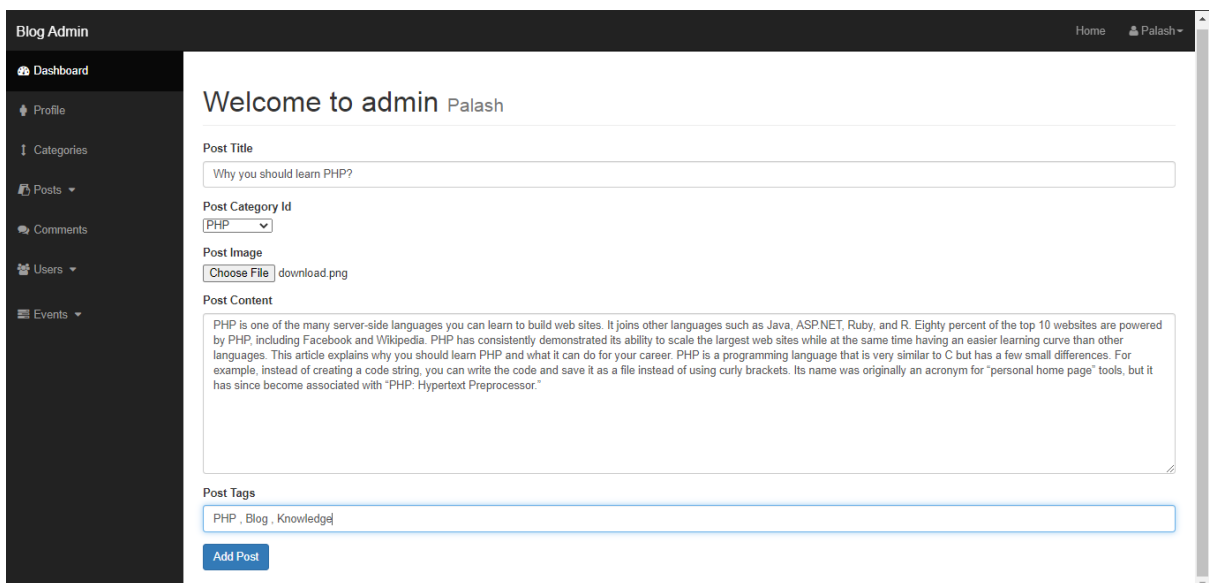 Blog Admin
Home
Palash
Dashboard
Profile
Categories
Posts
Comments
Users
Events
Welcome to admin Palash
Post Title
Why you should learn PHP?
Post Category Id
PHP
Post Image
Choose File download.png
Post Content
PHP is one of the many server-side languages you can learn to build web sites. It joins other languages such as Java, ASP.NET, Ruby, and R. Eighty percent of the top 10 websites are powered
by PHP, including Facebook and Wikipedia. PHP has consistently demonstrated its ability to scale the largest web sites while at the same time having an easier learning curve than other
languages. This article explains why you should learn PHP and what it can do for your career. PHP is a programming language that is very similar to C but has a few small differences. For
example, instead of creating a code string, you can write the code and save it as a file instead of using curly brackets. Its name was originally an acronym for “personal home page” tools, but it
has since become associated with “PHP: Hypertext Preprocessor.”
Post Tags
PHP , Blog , Knowledge
Add Post